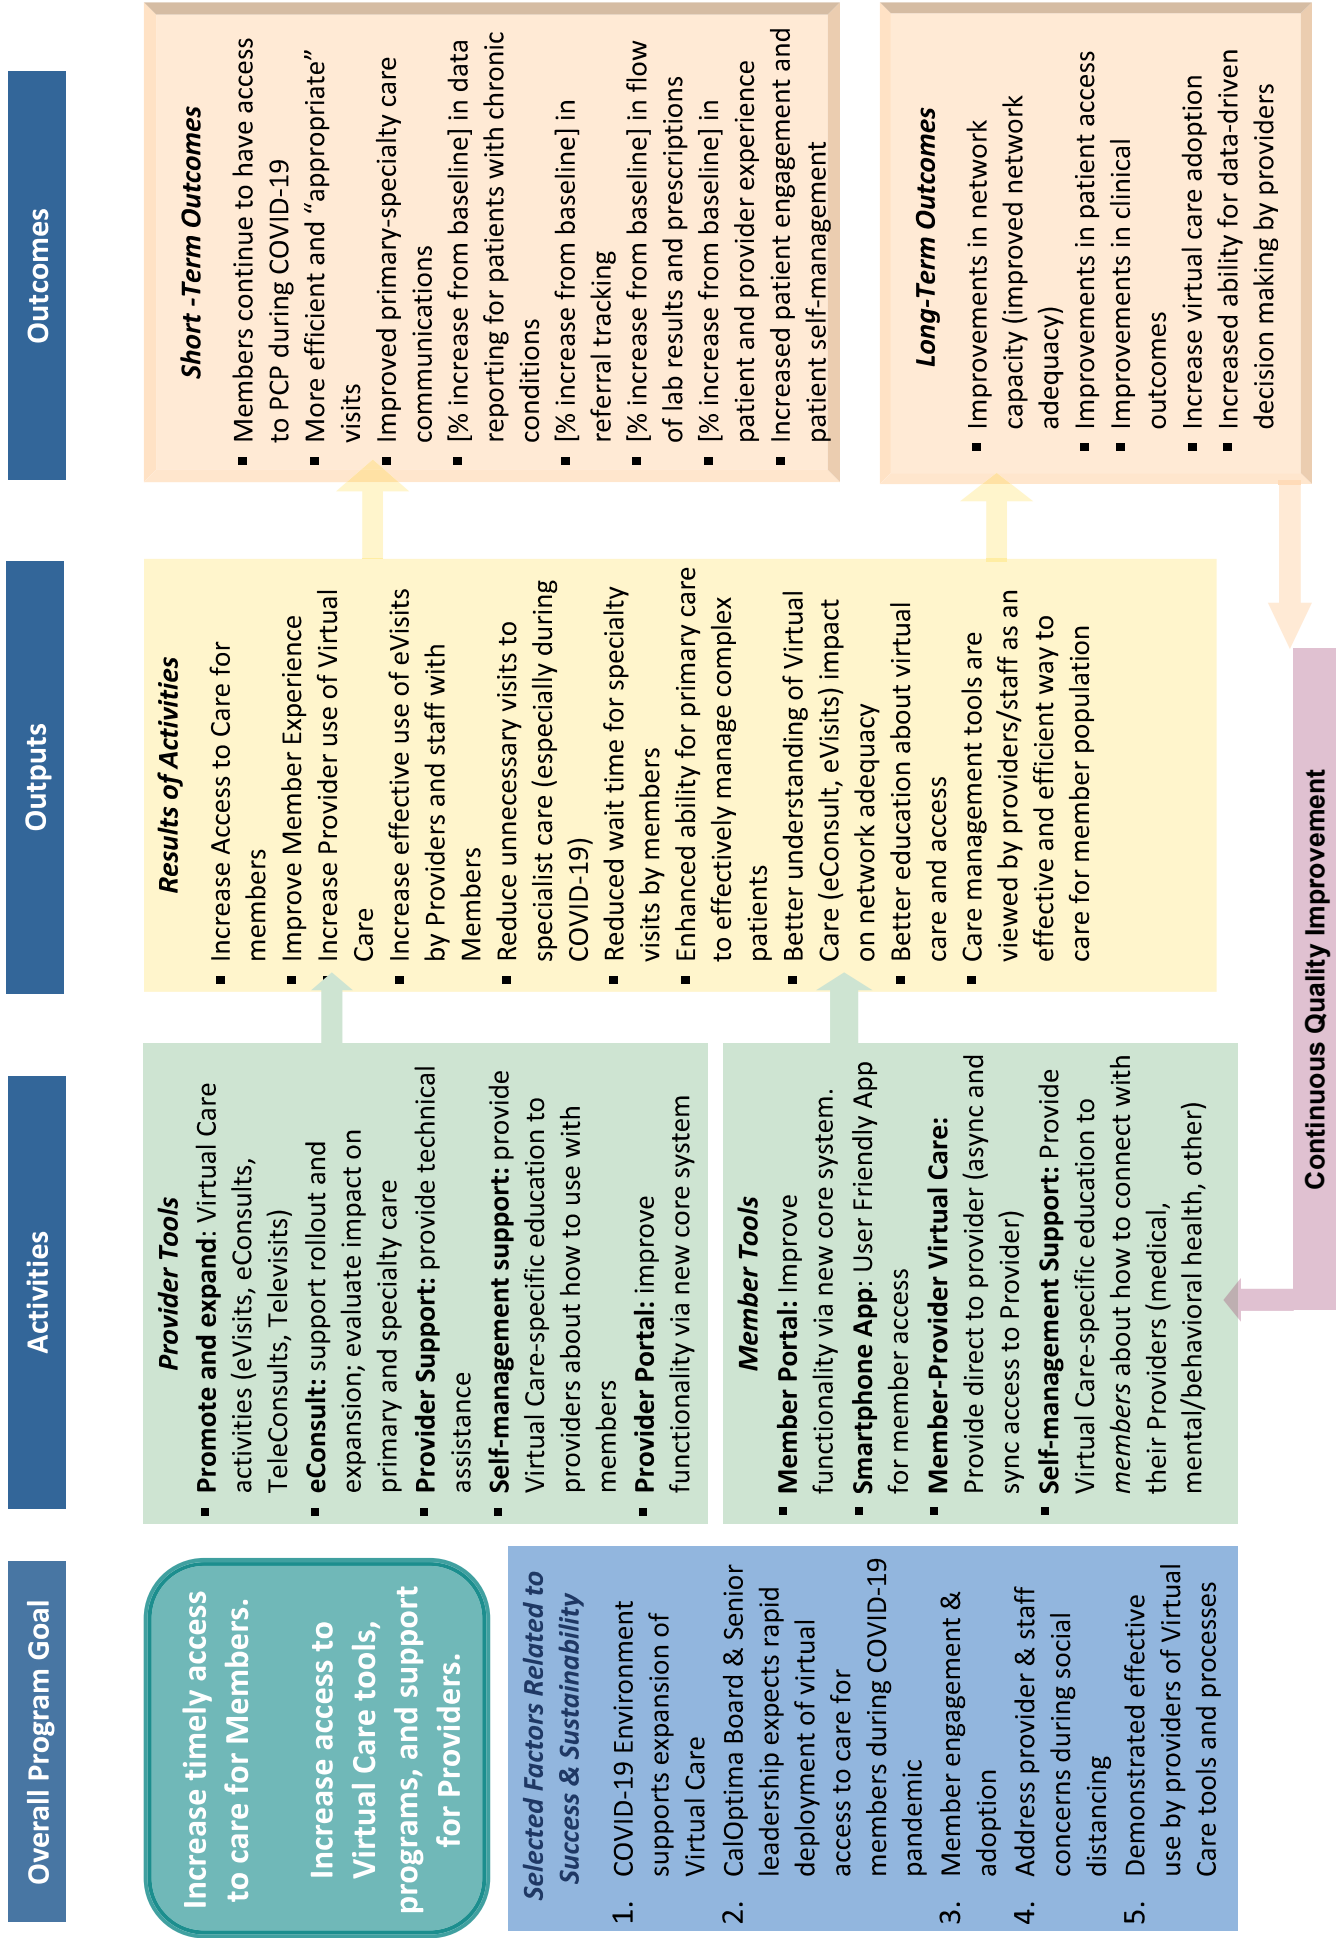 Overall Program Goal
Increase timely access
to care for Members.
Increase access to
Virtual Care tools,
programs, and support
for Providers.
Selected Factors Related to
Success & Sustainability
1. COVID-19 Environment
supports expansion of
Virtual Care
2. CalOptima Board & Senior
leadership expects rapid
deployment of virtual
access to care for
members during COVID-19
pandemic
3. Member engagement &
adoption
4. Address provider & staff
concerns during social
distancing
5. Demonstrated effective
use by providers of Virtual
Care tools and processes
Activities
Provider Tools
▪ Promote and expand: Virtual Care
activities (eVisits, eConsults,
TeleConsults, Televisits)
▪ eConsult: support rollout and
expansion; evaluate impact on
primary and specialty care
▪ Provider Support: provide technical
assistance
▪ Self-management support: provide
Virtual Care-specific education to
providers about how to use with
members
▪ Provider Portal: improve
functionality via new core system
Member Tools
▪ Member Portal: Improve
functionality via new core system.
▪ Smartphone App: User Friendly App
for member access
▪ Member-Provider Virtual Care:
Provide direct to provider (async and
sync access to Provider)
▪ Self-management Support: Provide
Virtual Care-specific education to
members about how to connect with
their Providers (medical,
mental/behavioral health, other)
Outputs
Results of Activities
▪ Increase Access to Care for
members
▪ Improve Member Experience
▪ Increase Provider use of Virtual
Care
▪ Increase effective use of eVisits
by Providers and staff with
Members
▪ Reduce unnecessary visits to
specialist care (especially during
COVID-19)
▪ Reduced wait time for specialty
visits by members
▪ Enhanced ability for primary care
to effectively manage complex
patients
▪ Better understanding of Virtual
Care (eConsult, eVisits) impact
on network adequacy
▪ Better education about virtual
care and access
▪ Care management tools are
viewed by providers/staff as an
effective and efficient way to
care for member population
Outcomes
Short -Term Outcomes
▪ Members continue to have access
to PCP during COVID-19
▪ More efficient and “appropriate”
visits
▪ Improved primary-specialty care
communications
▪ [% increase from baseline] in data
reporting for patients with chronic
conditions
▪ [% increase from baseline] in
referral tracking
▪ [% increase from baseline] in flow
of lab results and prescriptions
▪ [% increase from baseline] in
patient and provider experience
▪ Increased patient engagement and
patient self-management
Long-Term Outcomes
▪ Improvements in network
capacity (improved network
adequacy)
▪ Improvements in patient access
▪ Improvements in clinical
outcomes
▪ Increase virtual care adoption
▪ Increased ability for data-driven
decision making by providers
Continuous Quality Improvement